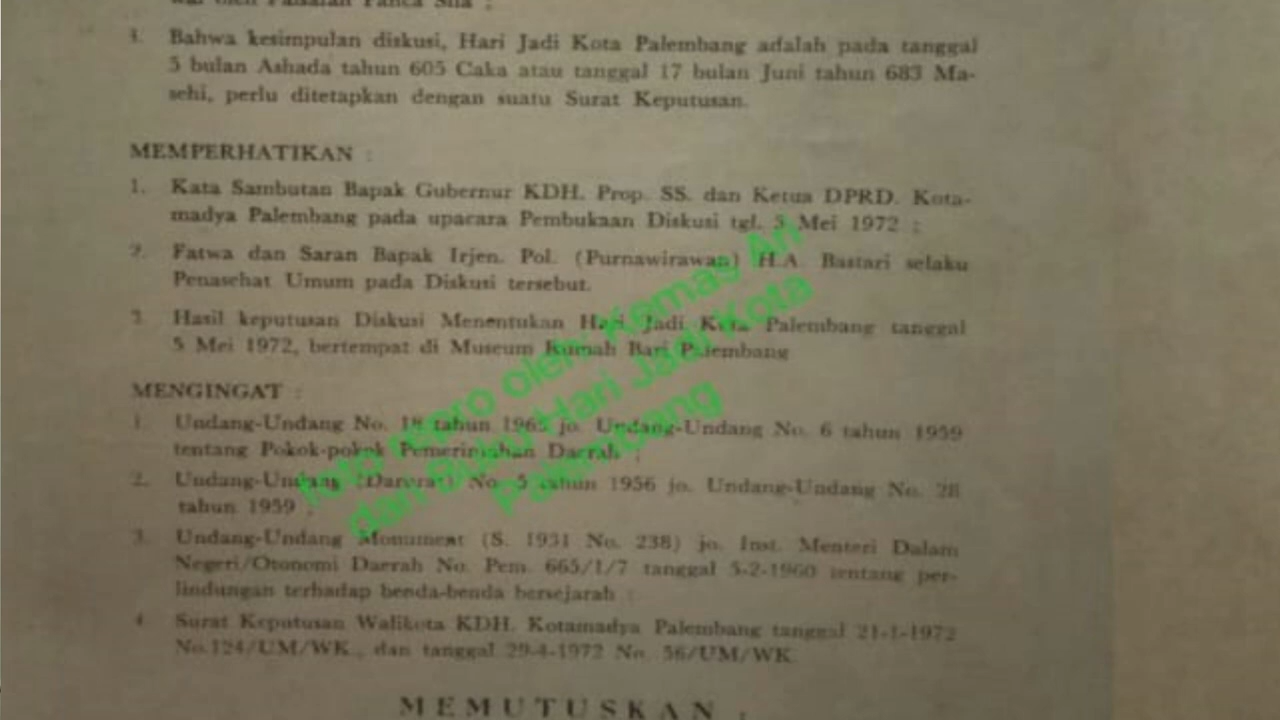 4. Bahwa kesimpulan diskusi, Hari Jadi Kota Palembang adalah pada tanggal
5 bulan Ashada tahun 605 Caka atau tanggal 17 bulan Juni tahun 683 Ma-
sehi, perlu ditetapkan dengan suatu Surat Keputusan.
MEMPERHATIKAN :
1. Kata Sambutan Bapak Gubernur KDH. Prop. SS. dan Ketua DPRD. Kota-
madya Palembang pada upacara Pembukaan Diskusi tgl. 5 Mei 1972 ;
2. Fatwa dan Saran Bapak Irjen. Pol. (Purnawirawan) H.A. Bastari selaku
Penasehat Umum pada Diskusi tersebut.
3. Hasil keputusan Diskusi Menentukan Hari Jadi Kota Palembang tanggal
5 Mei 1972, bertempat di Museum Rumah Bari Palembang
MENGINGAT :
1. Undang-Undang No. 18 tahun 1965 jo. Undang-Undang No. 6 tahun 1959
tentang Pokok-pokok Pemerintahan Daerah ;
2. Undang-Undang (Darurat) No. 5 tahun 1956 jo. Undang-Undang No. 28
tahun 1959 ;
3. Undang-Undang Monument (S. 1931 No. 238) jo. Inst. Menteri Dalam
Negeri/Otonomi Daerah No. Pem. 665/1/7 tanggal 5-2-1960 tentang per-
lindungan terhadap benda-benda bersejarah :
4. Surat Keputusan Walikota KDH. Kotamadya Palembang tanggal 21-1-1972
No.124/UM/WK., dan tanggal 29-4-1972 No. 56/UM/WK.
MEMUTUSKAN :
foto repro oleh: Kemas Ari
dari Buku Hari Jadi Kota
Palembang